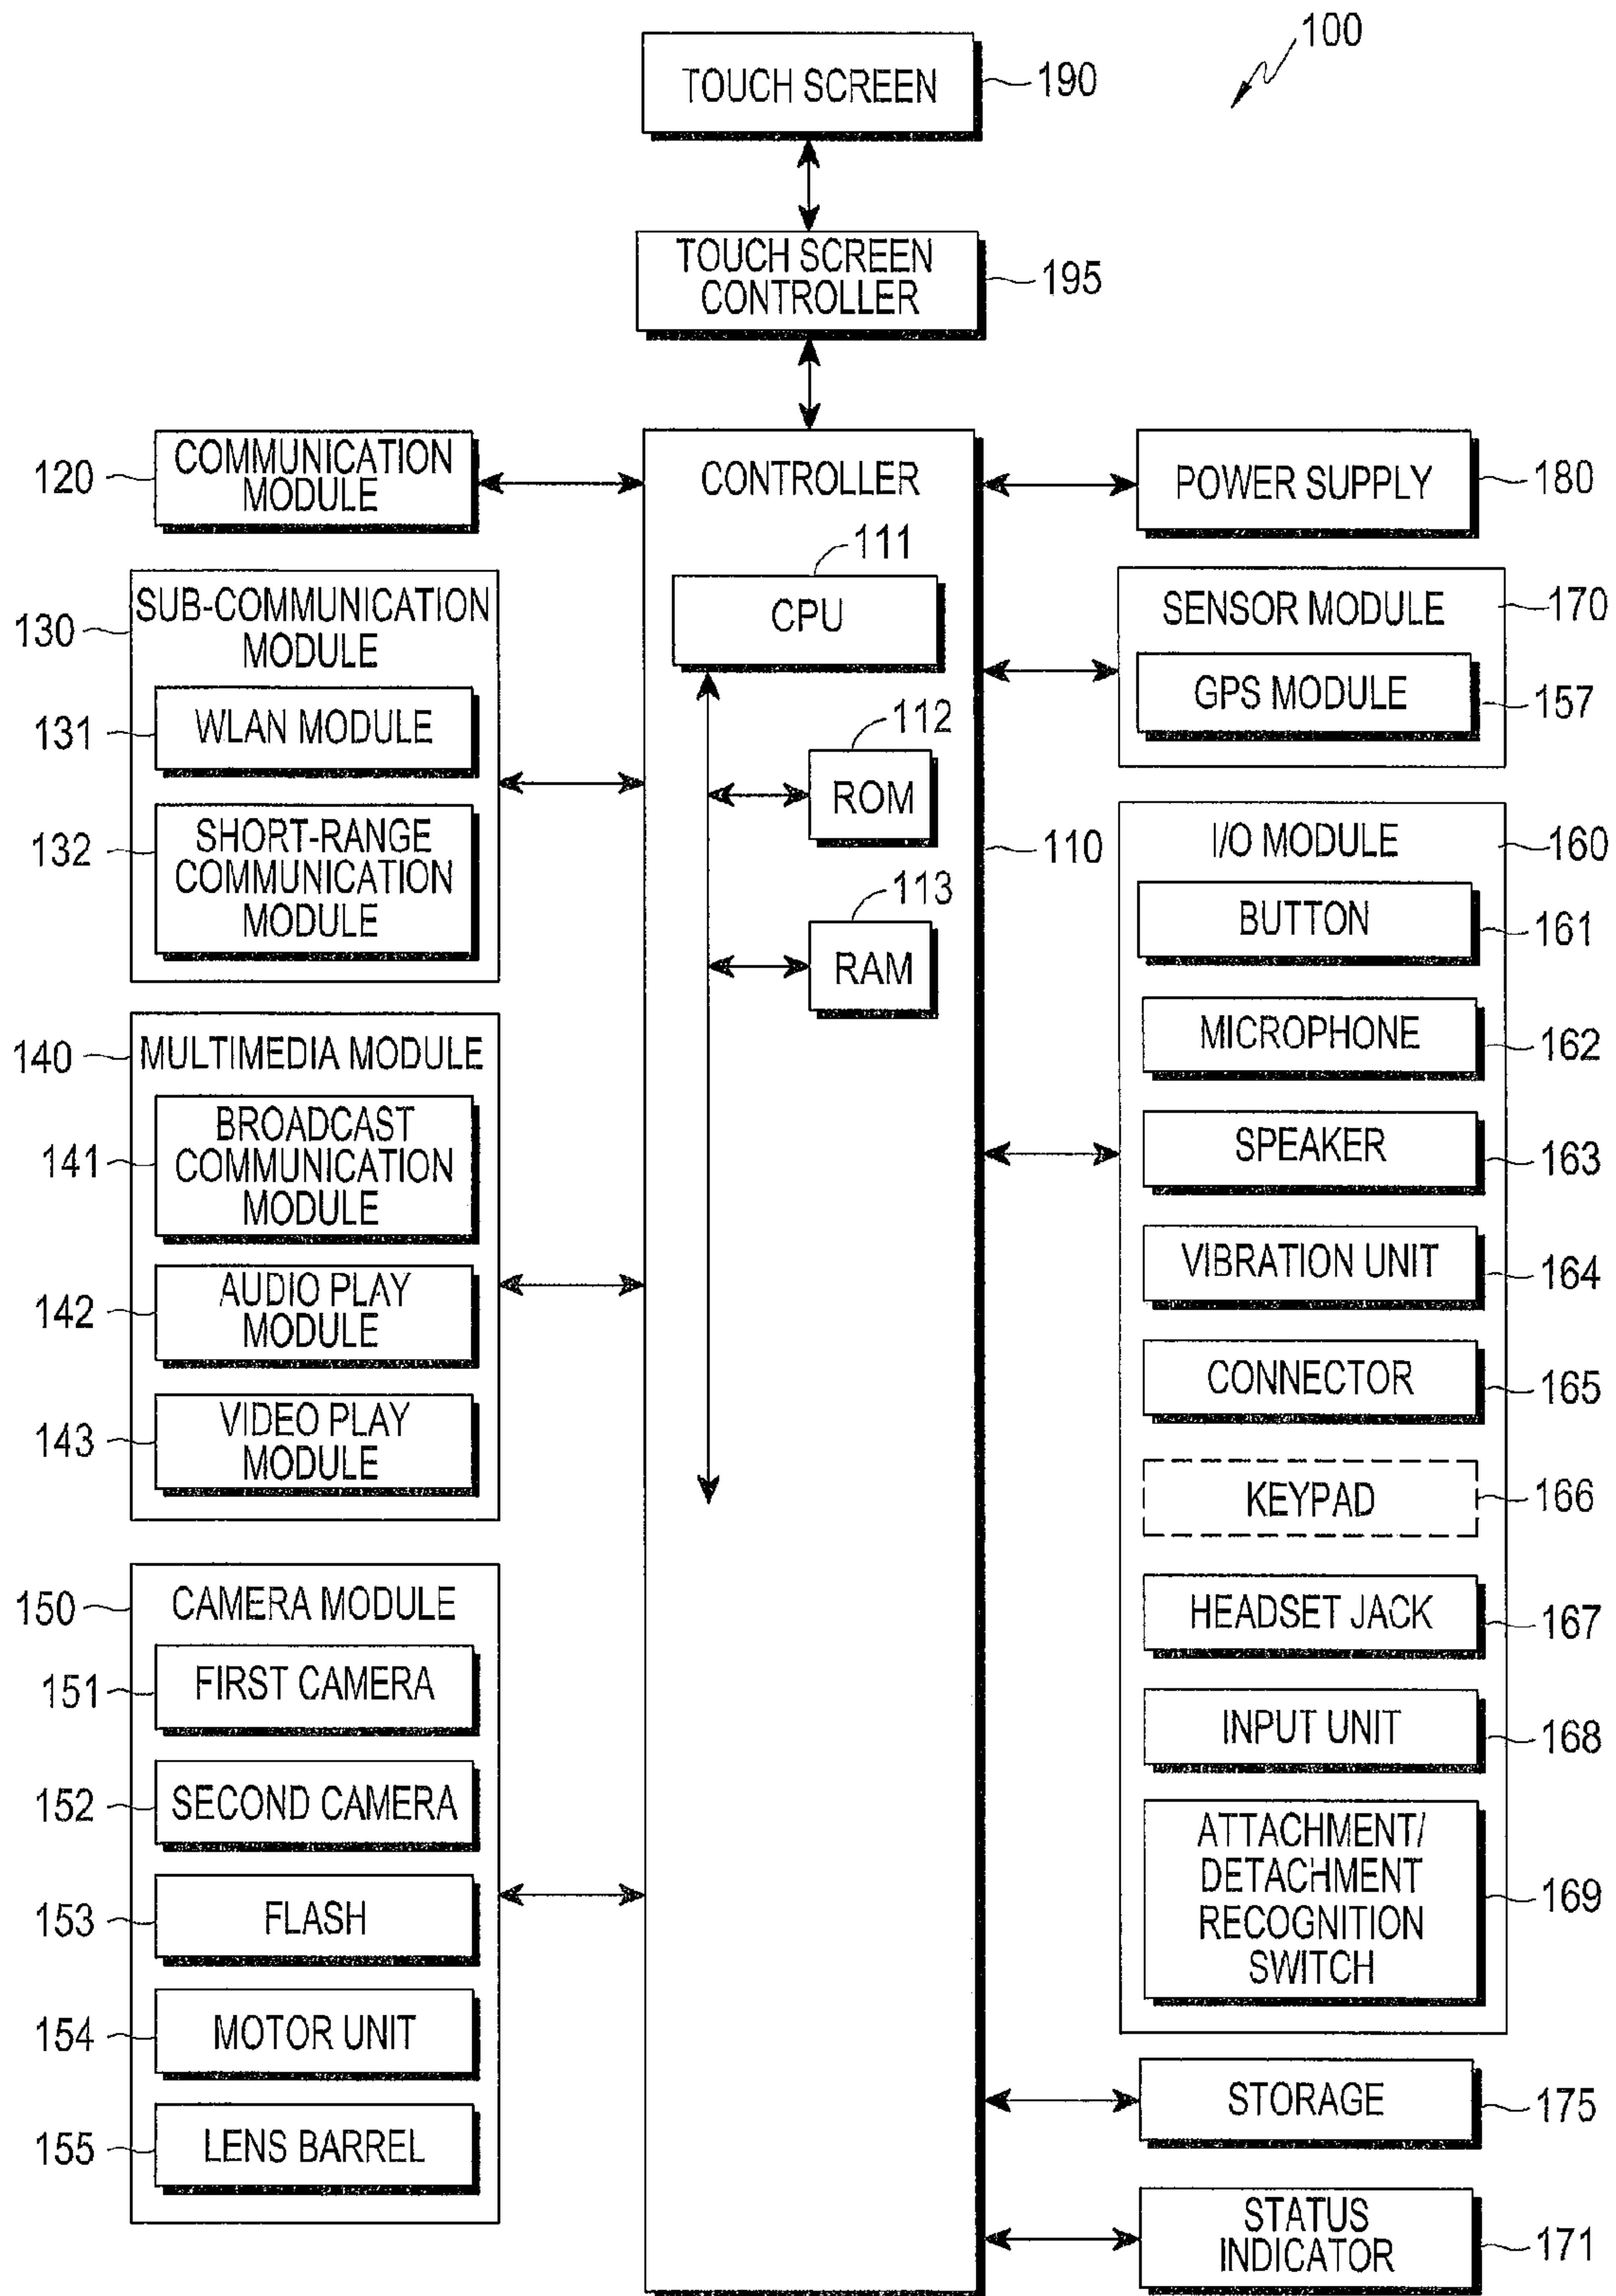 100
TOUCH SCREEN
190
TOUCH SCREEN
CONTROLLER
195
120
COMMUNICATION
MODULE
130
SUB-COMMUNICATION
MODULE
131
WLAN MODULE
132
SHORT-RANGE
COMMUNICATION
MODULE
140
MULTIMEDIA MODULE
141
BROADCAST
COMMUNICATION
MODULE
142
AUDIO PLAY
MODULE
143
VIDEO PLAY
MODULE
150
CAMERA MODULE
151
FIRST CAMERA
152
SECOND CAMERA
153
FLASH
154
MOTOR UNIT
155
LENS BARREL
CONTROLLER
111
CPU
112
ROM
113
RAM
110
POWER SUPPLY
180
SENSOR MODULE
170
GPS MODULE
157
I/O MODULE
160
BUTTON
161
MICROPHONE
162
SPEAKER
163
VIBRATION UNIT
164
CONNECTOR
165
KEYPAD
166
HEADSET JACK
167
INPUT UNIT
168
ATTACHMENT/
DETACHMENT
RECOGNITION
SWITCH
169
STORAGE
175
STATUS
INDICATOR
171